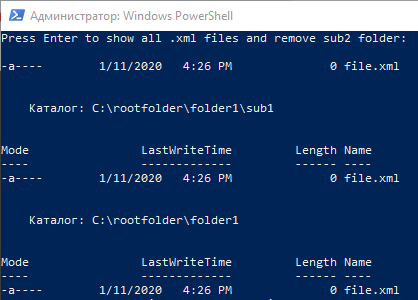 Администратор: Windows PowerShell
Press Enter to show all .xml files and remove sub2 folder:
-a---- 1/11/2020 4:26 PM 0 file.xml
Каталог: C:\rootfolder\folder1\sub1
Mode LastWriteTime Length Name
---- ------------- ------ ----
-a---- 1/11/2020 4:26 PM 0 file.xml
Каталог: C:\rootfolder\folder1
Mode LastWriteTime Length Name
---- ------------- ------ ----
-a---- 1/11/2020 4:26 PM 0 file.xml